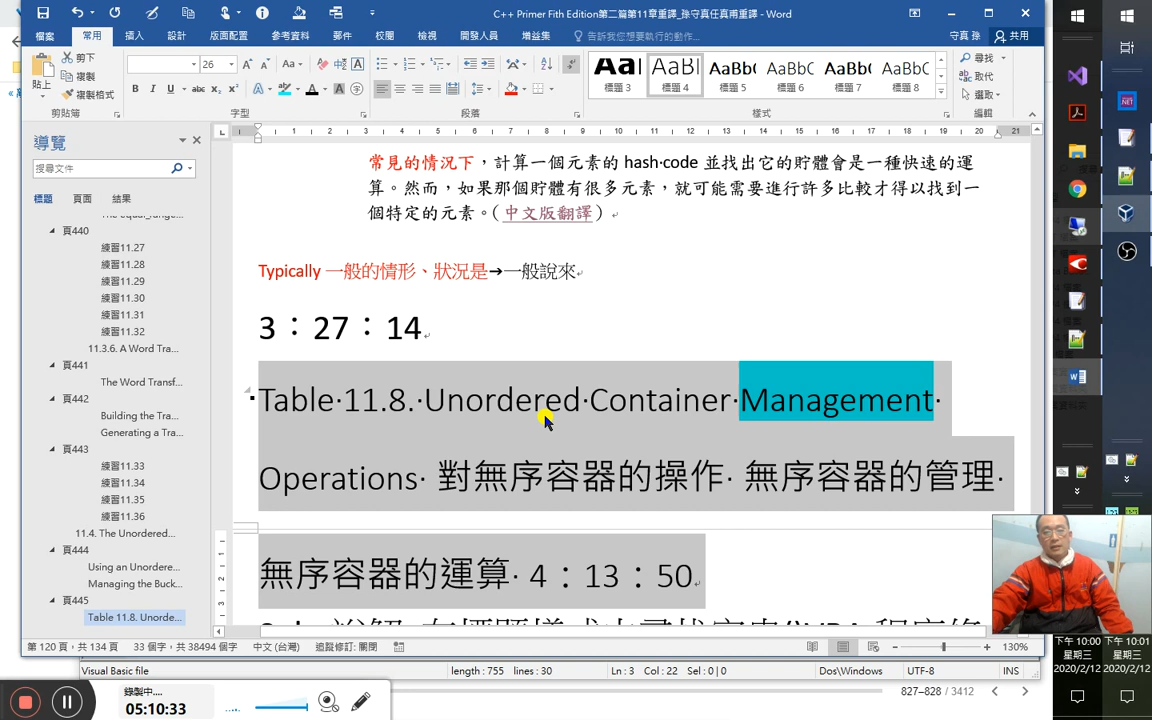 C++ Primer Fith Edition第二篇第11章重譯_孫守真任真甫重譯 - Word
檔案 常用 插入 設計 版面配置 參考資料 郵件 校閱 檢視 開發人員 增益集 告訴我您想要執行的動作... 守真 孫 共用
貼上 剪下 複製 複製格式 26 標題 3 標題 4 標題 5 標題 6 標題 7 標題 8 尋找 取代 選取
剪貼簿 字型 段落 樣式 編輯
導覽
搜尋文件
標題 頁面 結果
The equal_range...
頁440
練習11.27
練習11.28
練習11.29
練習11.30
練習11.31
練習11.32
11.3.6. A Word Tra...
頁441
The Word Transf...
頁442
Building the Tra...
Generating a Tra...
頁443
練習11.33
練習11.34
練習11.35
練習11.36
11.4. The Unordered...
頁444
Using an Unordere...
Managing the Buck...
頁445
Table 11.8. Unorde...
常見的情況下，計算一個元素的 hash·code 並找出它的貯體會是一種快速的運
算。然而，如果那個貯體有很多元素，就可能需要進行許多比較才得以找到一
個特定的元素。（中文版翻譯）
Typically 一般的情形、狀況是→一般說來
3：27：14
Table·11.8.·Unordered·Container·Management·
Operations· 對無序容器的操作· 無序容器的管理·
無序容器的運算· 4：13：50
第 120 頁，共 134 頁 33 個字，共 38494 個字 中文 (台灣) 追蹤修訂: 關閉 130%
Visual Basic file length : 755 lines : 30 Ln : 3 Col : 22 Sel : 0 | 0 Dos\Windows UTF-8 INS
錄製中....
05:10:33
827–828 / 3412
下午 10:00
星期三
2020/2/12
下午 10:01
星期三
2020/2/12